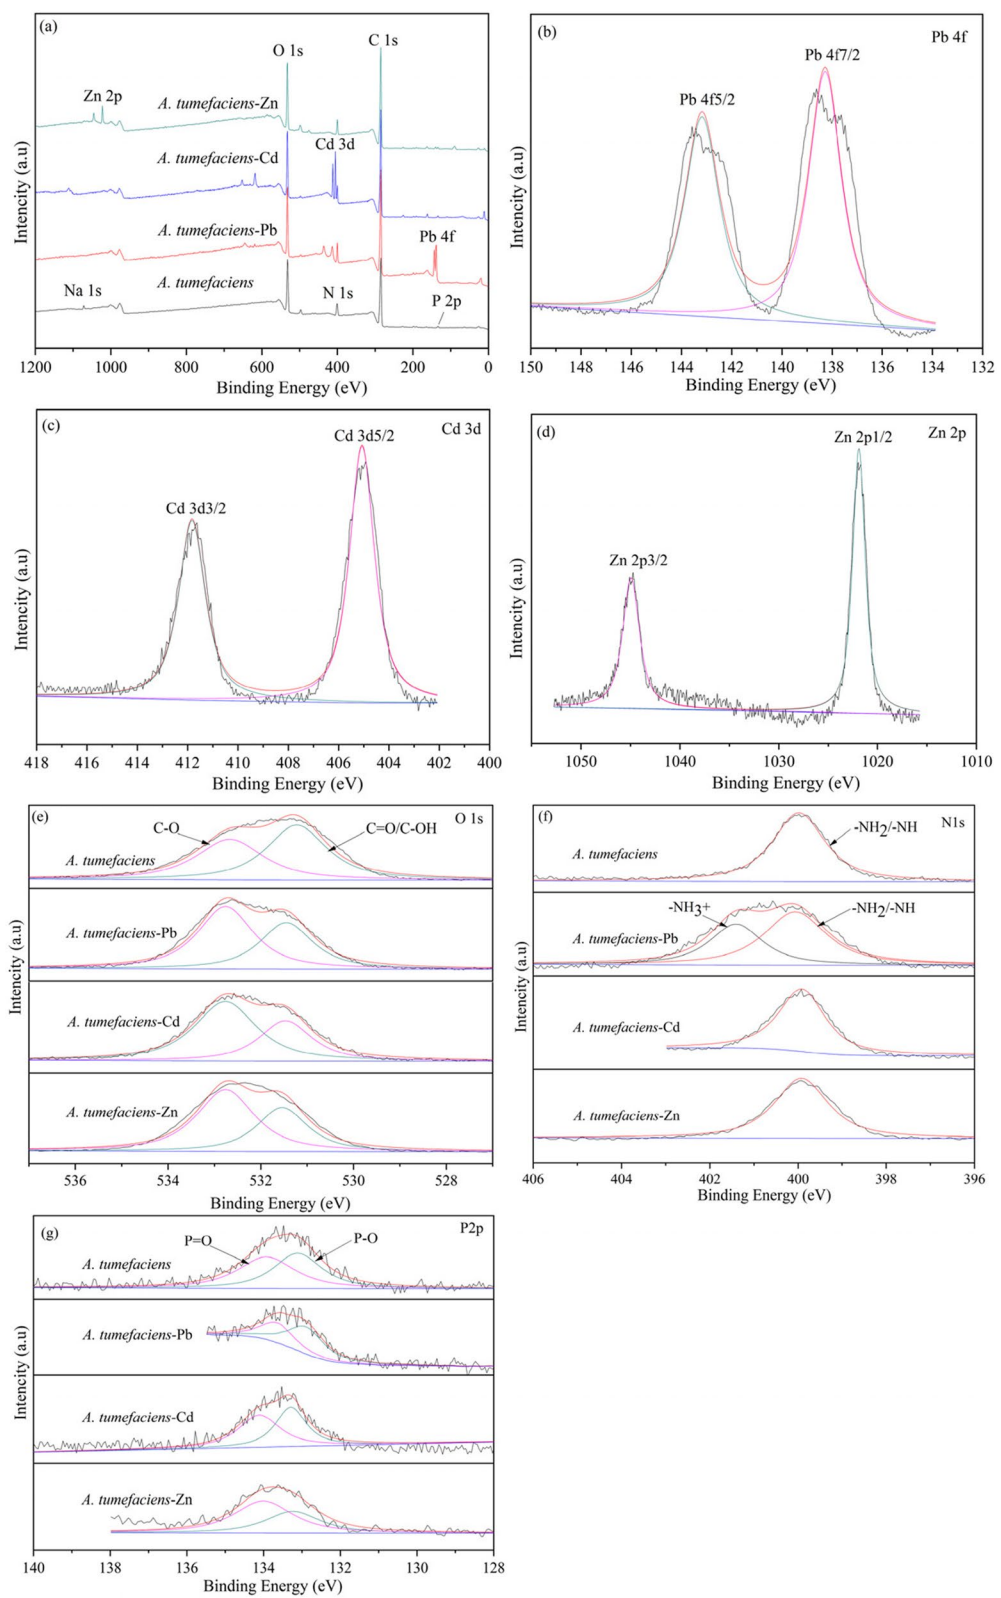 (a)
C 1s
O 1s
Zn 2p
A. tumefaciens-Zn
Cd 3d
A. tumefaciens-Cd
A. tumefaciens-Pb
Pb 4f
A. tumefaciens
Na 1s
N 1s
P 2p
Intencity (a.u)
1200 1000 800 600 400 200 0
Binding Energy (eV)
(b)
Pb 4f
Pb 4f7/2
Pb 4f5/2
Intencity (a.u)
150 148 146 144 142 140 138 136 134 132
Binding Energy (eV)
(c)
Cd 3d
Cd 3d5/2
Cd 3d3/2
Intencity (a.u)
418 416 414 412 410 408 406 404 402 400
Binding Energy (eV)
(d)
Zn 2p1/2
Zn 2p
Zn 2p3/2
Intencity (a.u)
1050 1040 1030 1020 1010
Binding Energy (eV)
(e)
O 1s
C-O
C=O/C-OH
A. tumefaciens
A. tumefaciens-Pb
A. tumefaciens-Cd
A. tumefaciens-Zn
Intencity (a.u)
536 534 532 530 528
Binding Energy (eV)
(f)
N1s
-NH2/-NH
A. tumefaciens
-NH3+
-NH2/-NH
A. tumefaciens-Pb
A. tumefaciens-Cd
A. tumefaciens-Zn
Intencity (a.u)
406 404 402 400 398 396
Binding Energy (eV)
(g)
P2p
P=O
P-O
A. tumefaciens
A. tumefaciens-Pb
A. tumefaciens-Cd
A. tumefaciens-Zn
Intencity (a.u)
140 138 136 134 132 130 128
Binding Energy (eV)